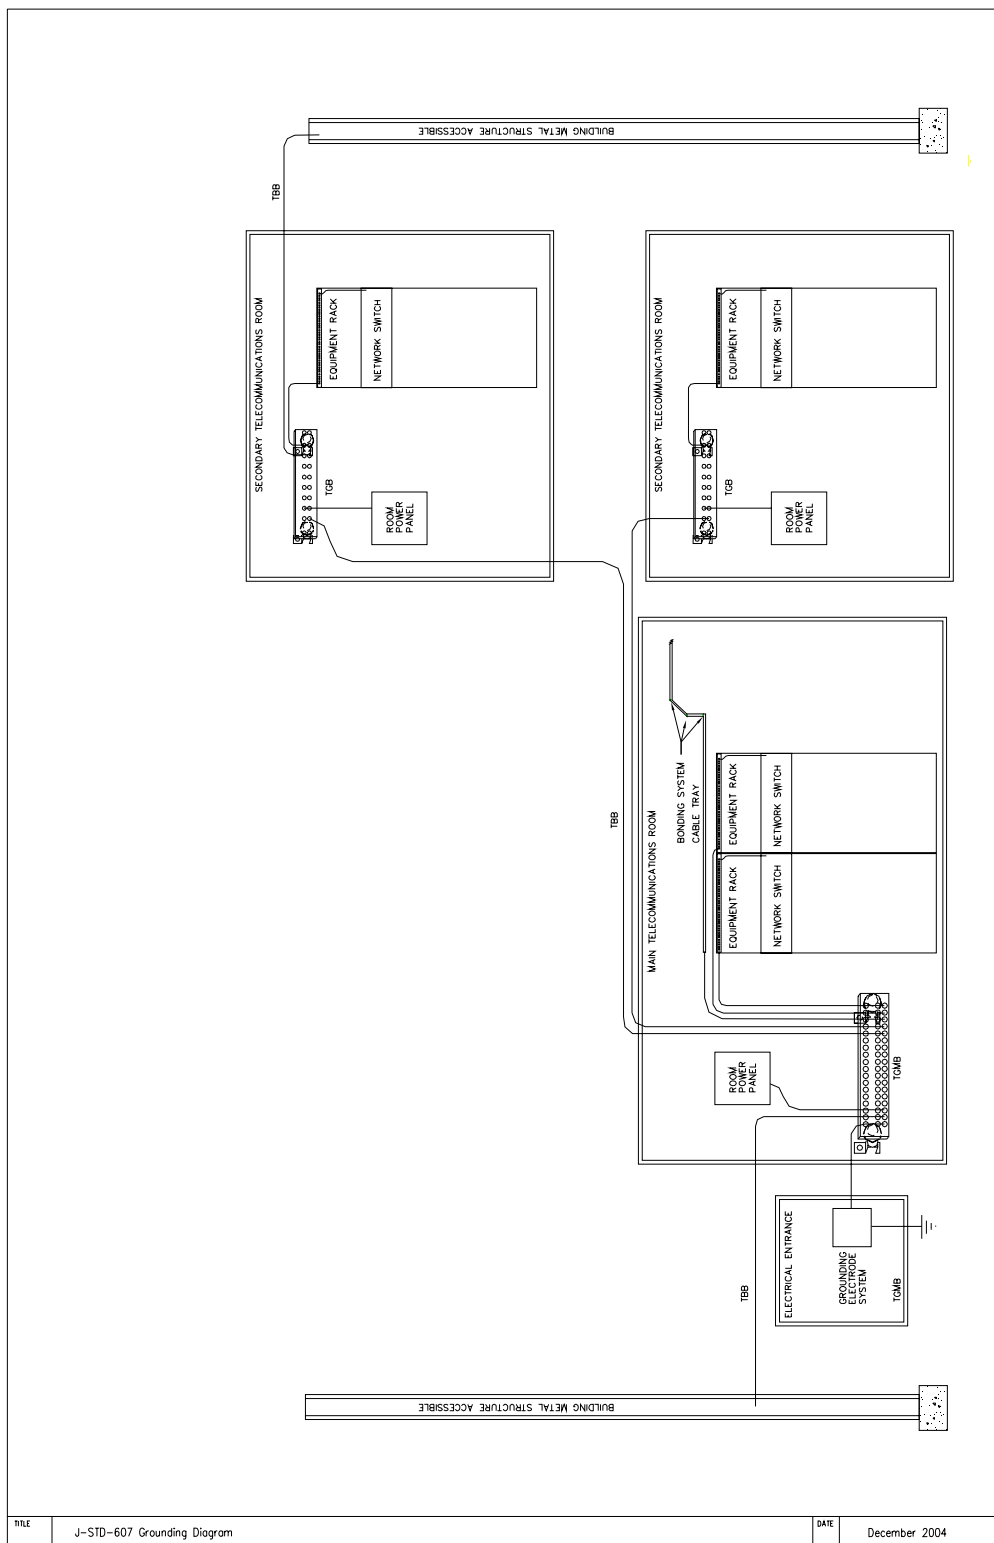 BUILDING METAL STRUCTURE ACCESSIBLE
TBB
SECONDARY TELECOMMUNICATIONS ROOM
EQUIPMENT RACK
NETWORK SWITCH
TGB
ROOM
POWER
PANEL
SECONDARY TELECOMMUNICATIONS ROOM
EQUIPMENT RACK
NETWORK SWITCH
TGB
ROOM
POWER
PANEL
TBB
MAIN TELECOMMUNICATIONS ROOM
BONDING SYSTEM
CABLE TRAY
EQUIPMENT RACK
NETWORK SWITCH
EQUIPMENT RACK
NETWORK SWITCH
ROOM
POWER
PANEL
TGMB
ELECTRICAL ENTRANCE
GROUNDING
ELECTRODE
SYSTEM
TGMB
TBB
BUILDING METAL STRUCTURE ACCESSIBLE
TITLE
J-STD-607 Grounding Diagram
DATE
December 2004